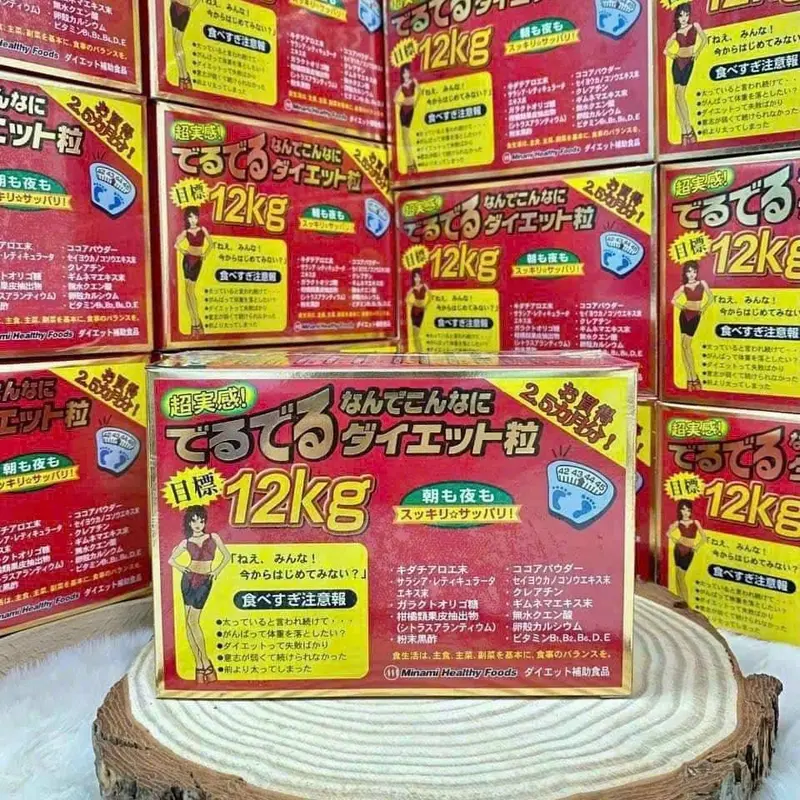 超実感!
でるでる
なんでこんなに
ダイエット粒
お買得
2.5カ月分!
目標
12kg
朝も夜も
スッキリ☆サッパリ!
42 43 44 45
「ねえ、みんな!
今からはじめてみない?」
食べすぎ注意報
●太っていると言われ続けて・・・
●がんばって体重を落としたい?
●ダイエットって失敗ばかり
●意志が弱くて続けられなかった
●前より太ってしまった
・キダチアロエ末
・サラシア・レティキュラータ
エキス末
・ガラクトオリゴ糖
・柑橘類果皮抽出物
(シトラスアランティウム)
・粉末黒酢
・ココアパウダー
・セイヨウカノコソウエキス末
・クレアチン
・ギムネマエキス末
・無水クエン酸
・卵殻カルシウム
・ビタミンB1,B2,B6,D,E
食生活は、主食、主菜、副菜を基本に、食事のバランスを。
Minami Healthy Foods ダイエット補助食品